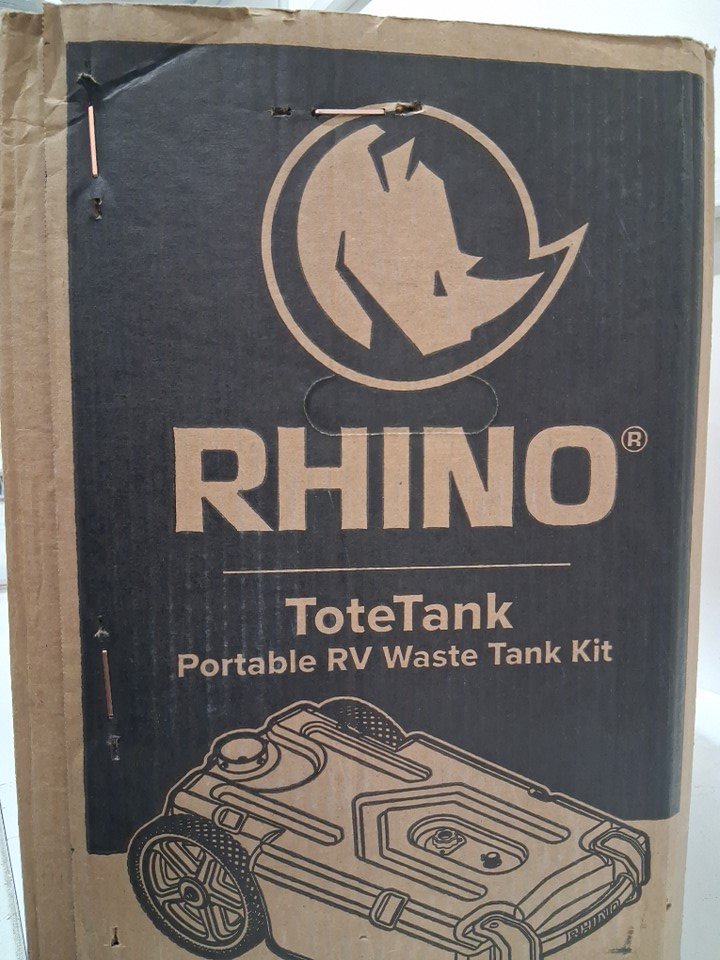 RHINO®
ToteTank
Portable RV Waste Tank Kit
RHINO